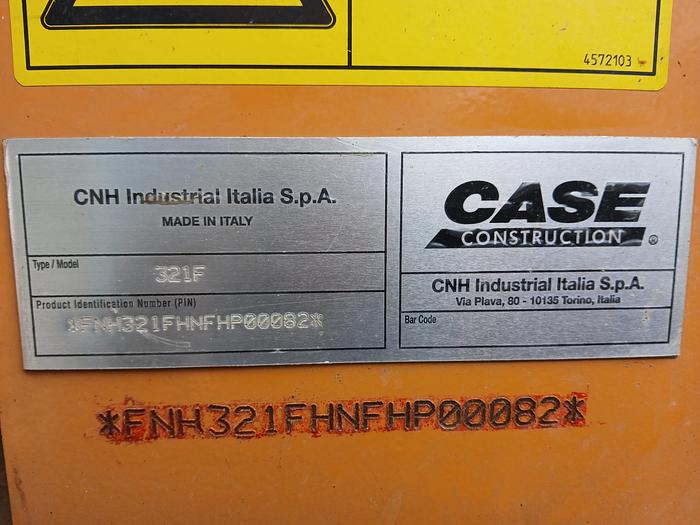 4572103
CNH Industrial Italia S.p.A.
MADE IN ITALY
Type / Model
321F
Product Identification Number (PIN)
*FNH321FHNFHP00082*
CASE
CONSTRUCTION ®
CNH Industrial Italia S.p.A.
Via Plava, 80 - 10135 Torino, Italia
Bar Code
*FNH321FHNFHP00082*